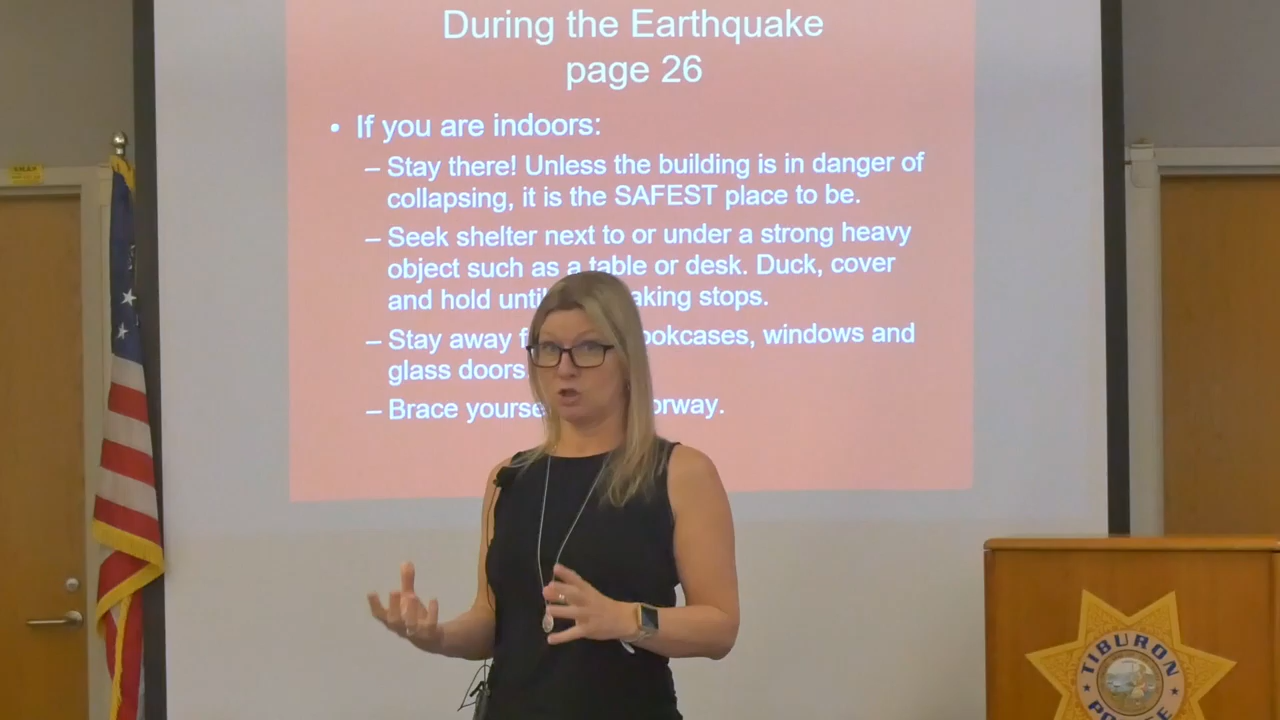 During the Earthquake
page 26
• If you are indoors:
– Stay there! Unless the building is in danger of
collapsing, it is the SAFEST place to be.
– Seek shelter next to or under a strong heavy
object such as a table or desk. Duck, cover
and hold aking stops.
– Stay away ookcases, windows and
glass doors.
– Brace orway.
TIBURON